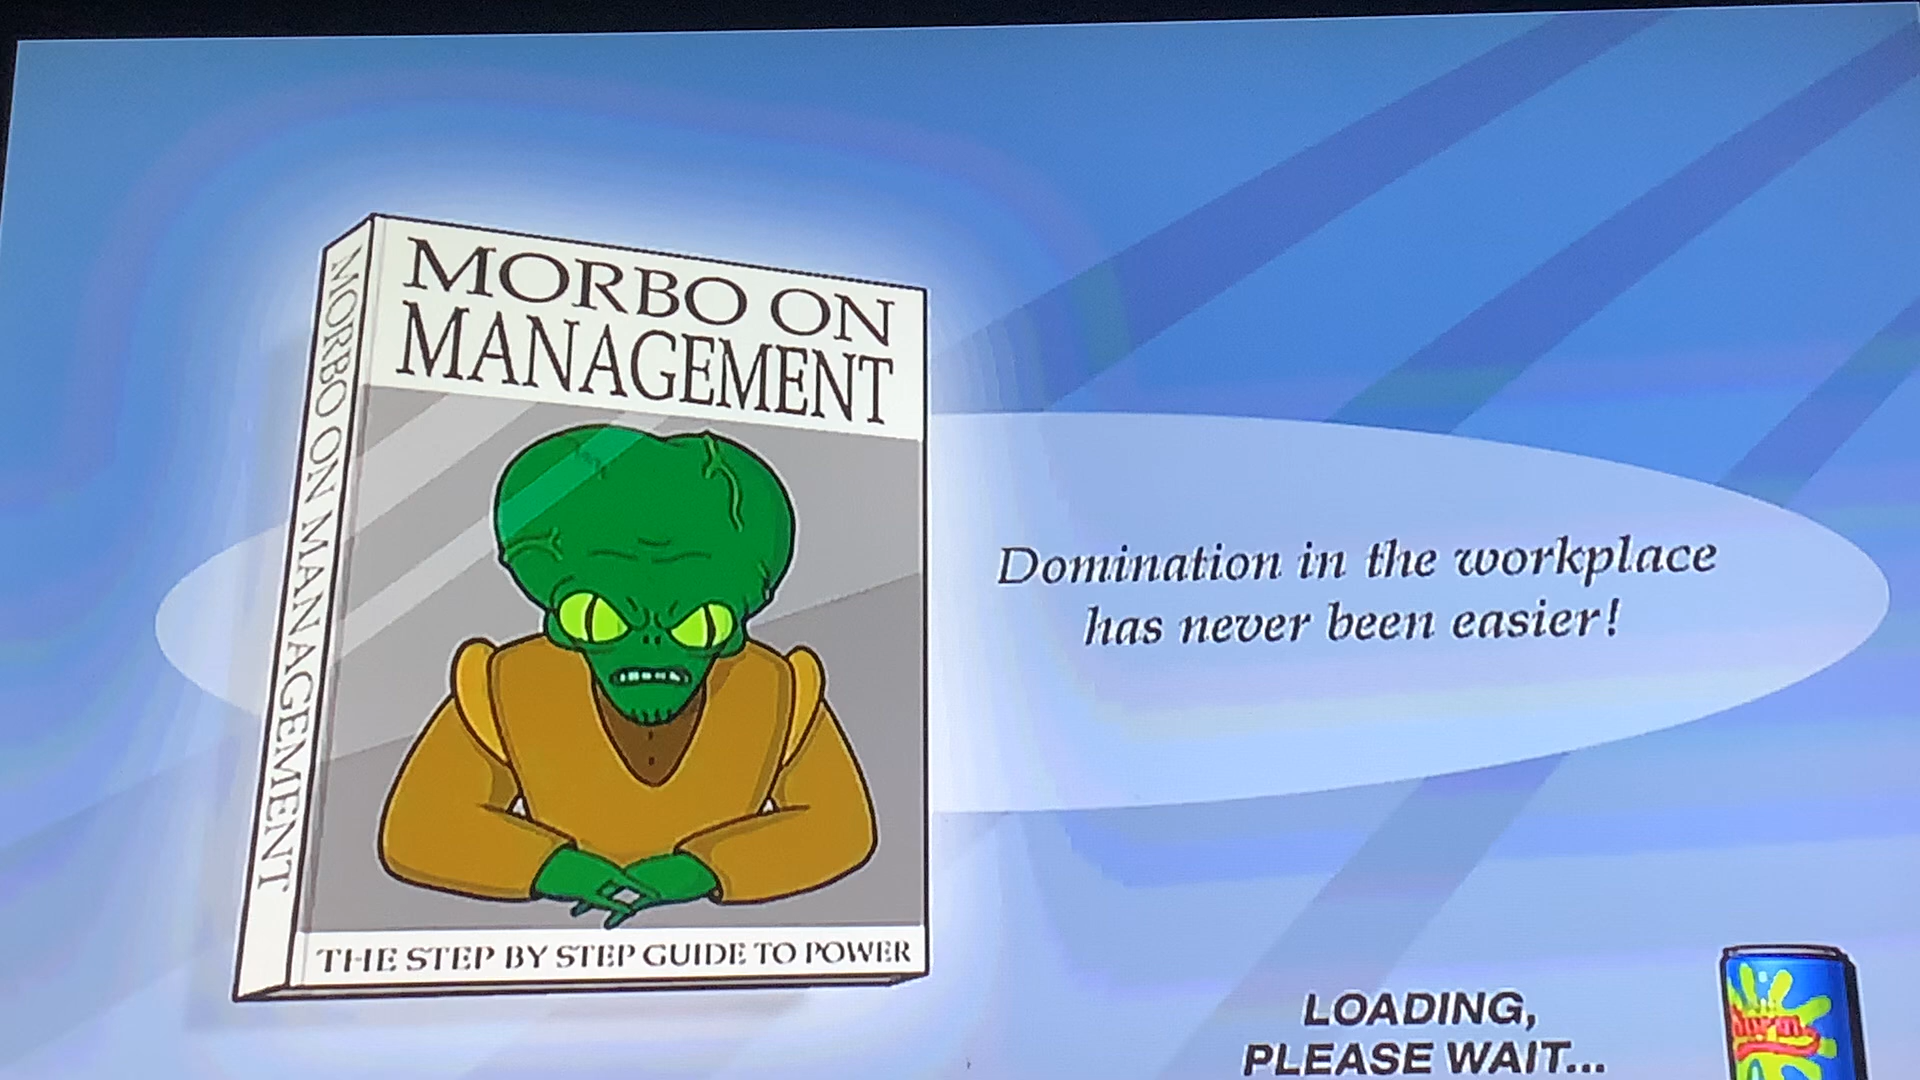 MORBO ON
MANAGEMENT
MORBO ON MANAGEMENT
THE STEP BY STEP GUIDE TO POWER
Domination in the workplace
has never been easier!
LOADING,
PLEASE WAIT...